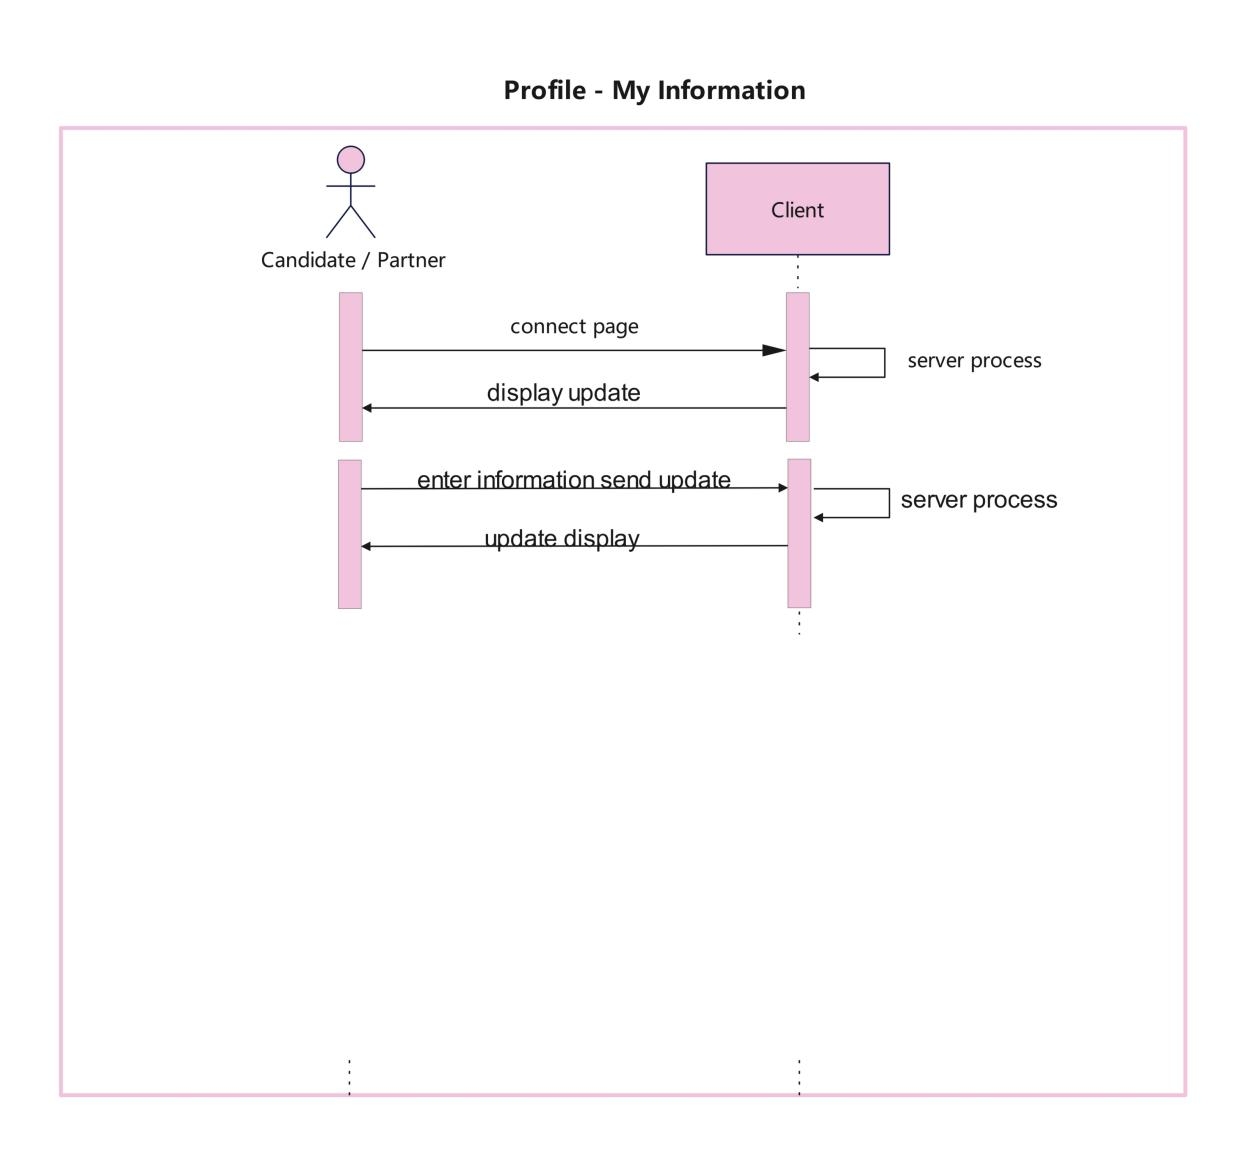 Profile - My Information
Client
Candidate / Partner
connect page
server process
display update
enter information send update
server process
update display